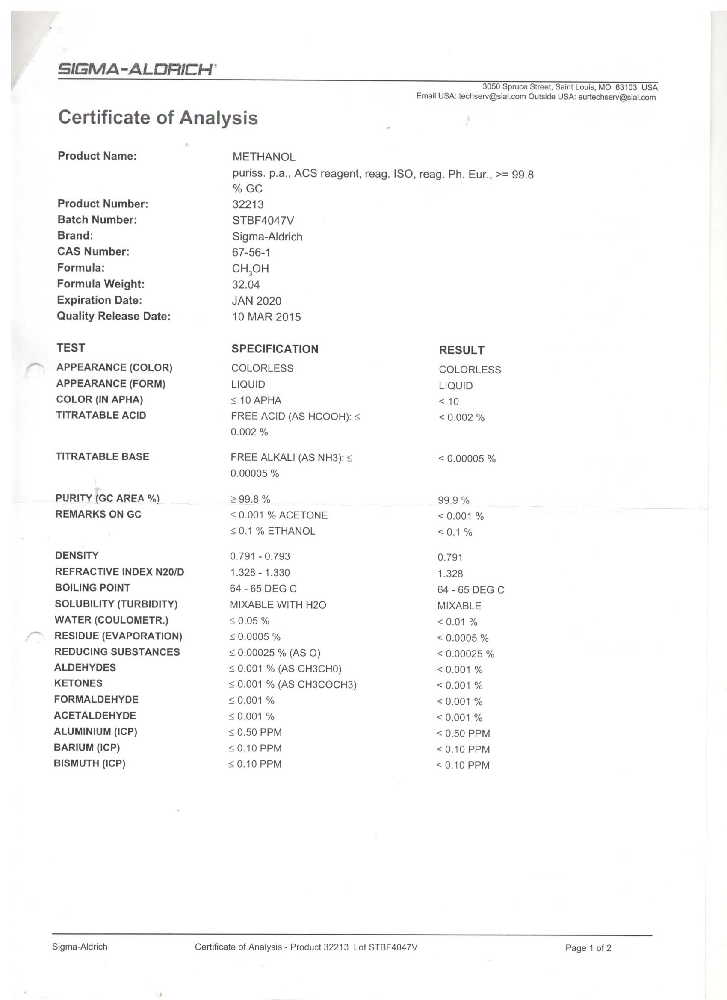 SIGMA-ALDRICH®
3050 Spruce Street, Saint Louis, MO 63103 USA
Email USA: techserv@sial.com Outside USA: eurtechserv@sial.com
Certificate of Analysis
Product Name: METHANOL
puriss. p.a., ACS reagent, reag. ISO, reag. Ph. Eur., >= 99.8
% GC
Product Number: 32213
Batch Number: STBF4047V
Brand: Sigma-Aldrich
CAS Number: 67-56-1
Formula: CH₃OH
Formula Weight: 32.04
Expiration Date: JAN 2020
Quality Release Date: 10 MAR 2015
TEST SPECIFICATION RESULT
APPEARANCE (COLOR) COLORLESS COLORLESS
APPEARANCE (FORM) LIQUID LIQUID
COLOR (IN APHA) ≤ 10 APHA < 10
TITRATABLE ACID FREE ACID (AS HCOOH): ≤ < 0.002 %
0.002 %
TITRATABLE BASE FREE ALKALI (AS NH3): ≤ < 0.00005 %
0.00005 %
PURITY (GC AREA %) ≥ 99.8 % 99.9 %
REMARKS ON GC ≤ 0.001 % ACETONE < 0.001 %
≤ 0.1 % ETHANOL < 0.1 %
DENSITY 0.791 - 0.793 0.791
REFRACTIVE INDEX N20/D 1.328 - 1.330 1.328
BOILING POINT 64 - 65 DEG C 64 - 65 DEG C
SOLUBILITY (TURBIDITY) MIXABLE WITH H2O MIXABLE
WATER (COULOMETR.) ≤ 0.05 % < 0.01 %
RESIDUE (EVAPORATION) ≤ 0.0005 % < 0.0005 %
REDUCING SUBSTANCES ≤ 0.00025 % (AS O) < 0.00025 %
ALDEHYDES ≤ 0.001 % (AS CH3CH0) < 0.001 %
KETONES ≤ 0.001 % (AS CH3COCH3) < 0.001 %
FORMALDEHYDE ≤ 0.001 % < 0.001 %
ACETALDEHYDE ≤ 0.001 % < 0.001 %
ALUMINIUM (ICP) ≤ 0.50 PPM < 0.50 PPM
BARIUM (ICP) ≤ 0.10 PPM < 0.10 PPM
BISMUTH (ICP) ≤ 0.10 PPM < 0.10 PPM
Sigma-Aldrich Certificate of Analysis - Product 32213 Lot STBF4047V Page 1 of 2